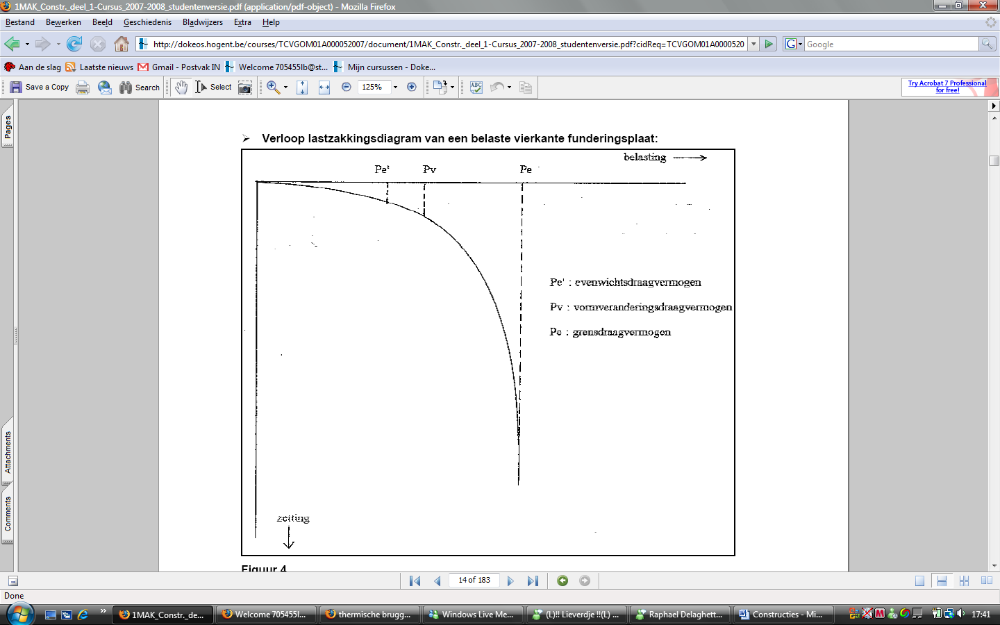 1MAK_Constr._deel_1-Cursus_2007-2008_studentenversie.pdf (application/pdf-object) - Mozilla Firefox
Bestand Bewerken Beeld Geschiedenis Bladwijzers Extra Help
http://dokeos.hogent.be/courses/TCVGOM01A000052007/document/1MAK_Constr._deel_1-Cursus_2007-2008_studentenversie.pdf?cidReq=TCVGOM01A0000520 Google
Aan de slag Laatste nieuws Gmail - Postvak IN Welcome 705455lb@st... Mijn cursussen - Doke...
Save a Copy Search Select 125% Try Acrobat 7 Professional
for free!
Pages
Attachments
Comments
Verloop lastzakkingsdiagram van een belaste vierkante funderingsplaat:
belasting
Pe' Pv Pe
Pe' : evenwichtsdraagvermogen
Pv : vormveranderingsdraagvermogen
Pe : grensdraagvermogen
zetting
Figuur 4
14 of 183
Done
1MAK_Constr._de... Welcome 705455l... thermische brugg... Windows Live Me... (L)!! Lieverdje !!(L) ... Raphael Delaghett... Constructies - Mi... 17:41